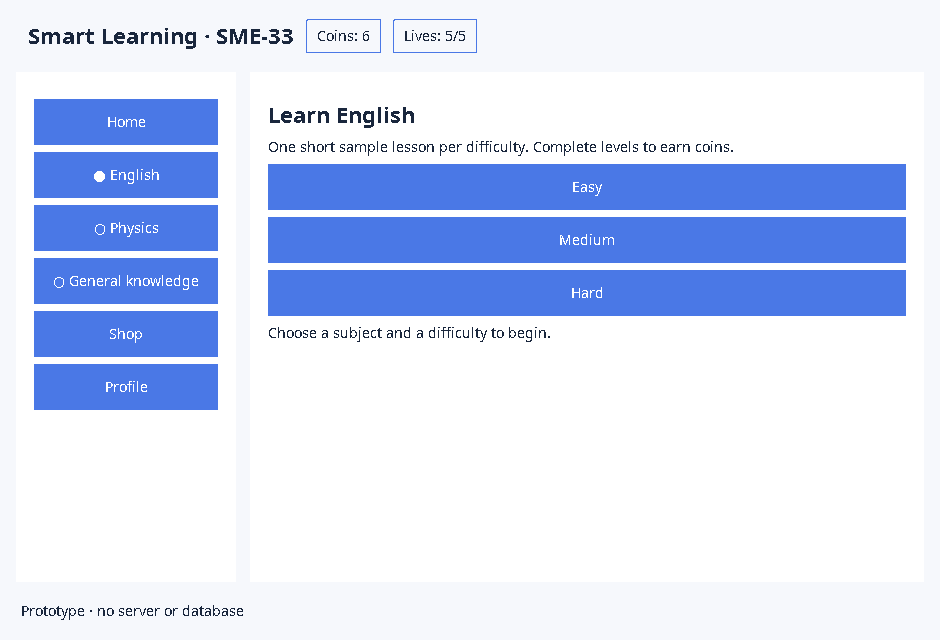 Smart Learning · SME-33
Coins: 6
Lives: 5/5
Home
● English
○ Physics
○ General knowledge
Shop
Profile
Learn English
One short sample lesson per difficulty. Complete levels to earn coins.
Easy
Medium
Hard
Choose a subject and a difficulty to begin.
Prototype · no server or database